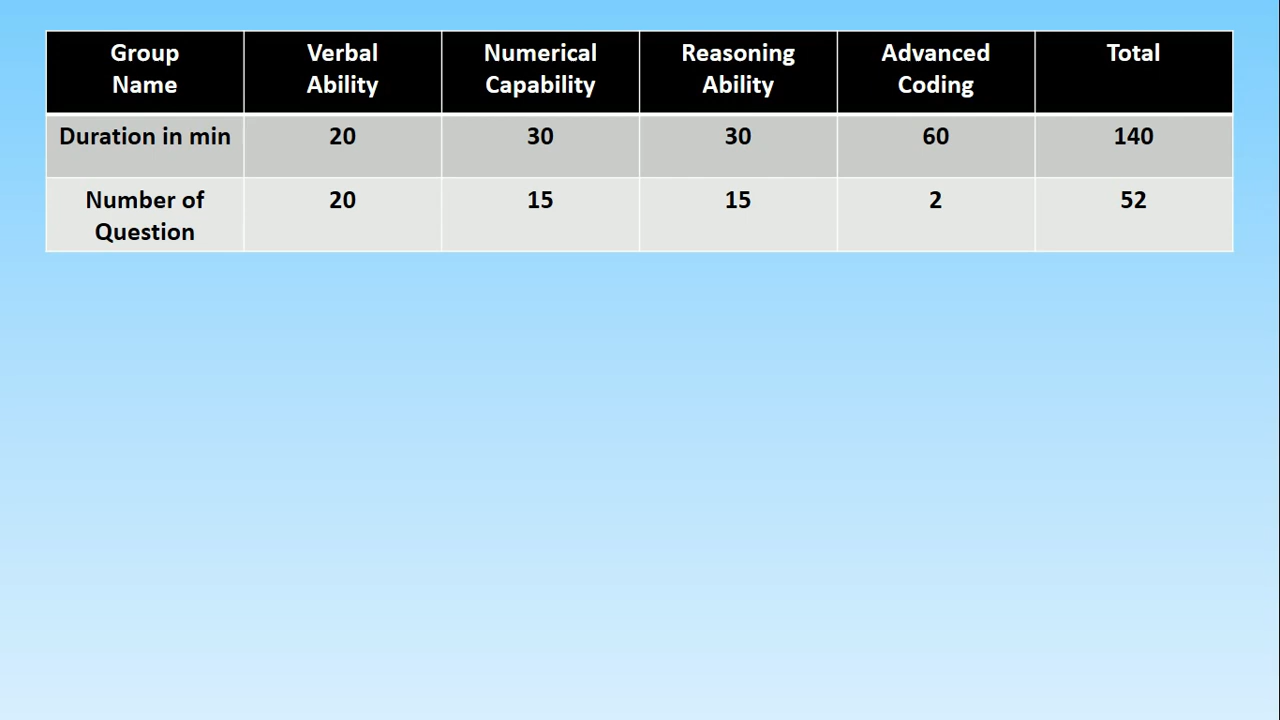 Group Name Verbal Ability Numerical Capability Reasoning Ability Advanced Coding Total
Duration in min 20 30 30 60 140
Number of Question 20 15 15 2 52